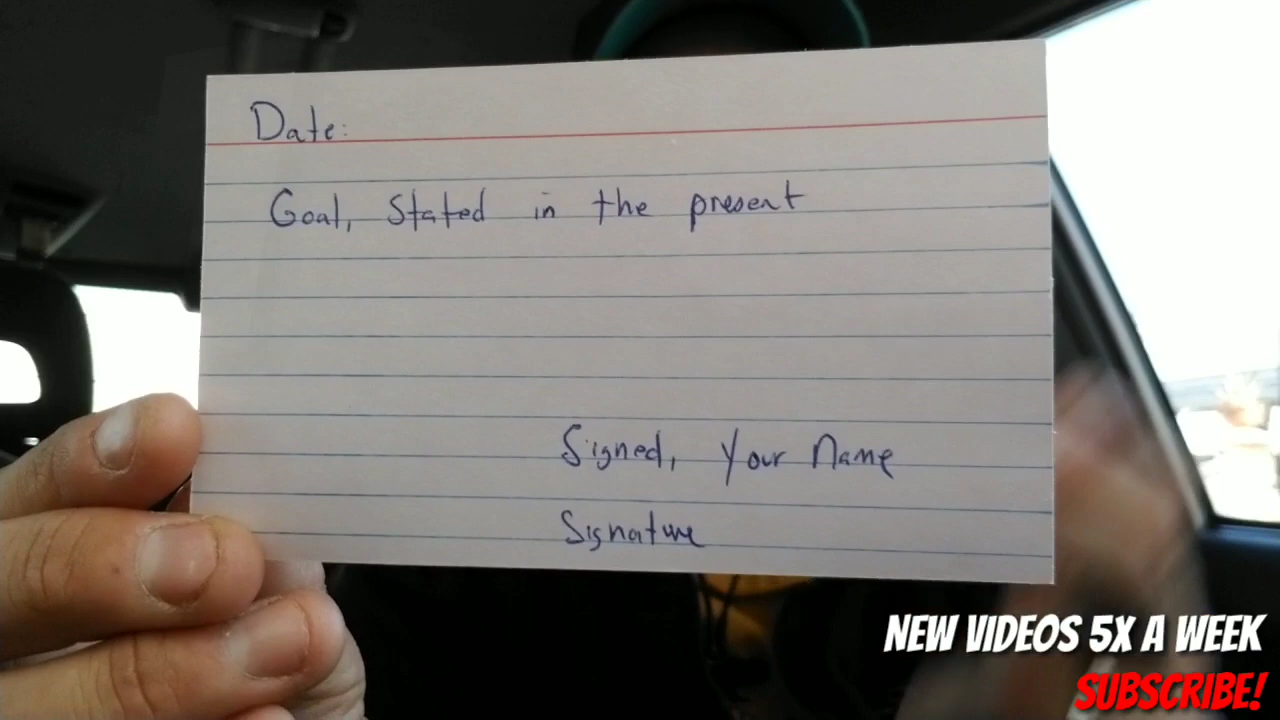 Date:
Goal, Stated in the present
Signed, Your Name
Signature
NEW VIDEOS 5X A WEEK
SUBSCRIBE!